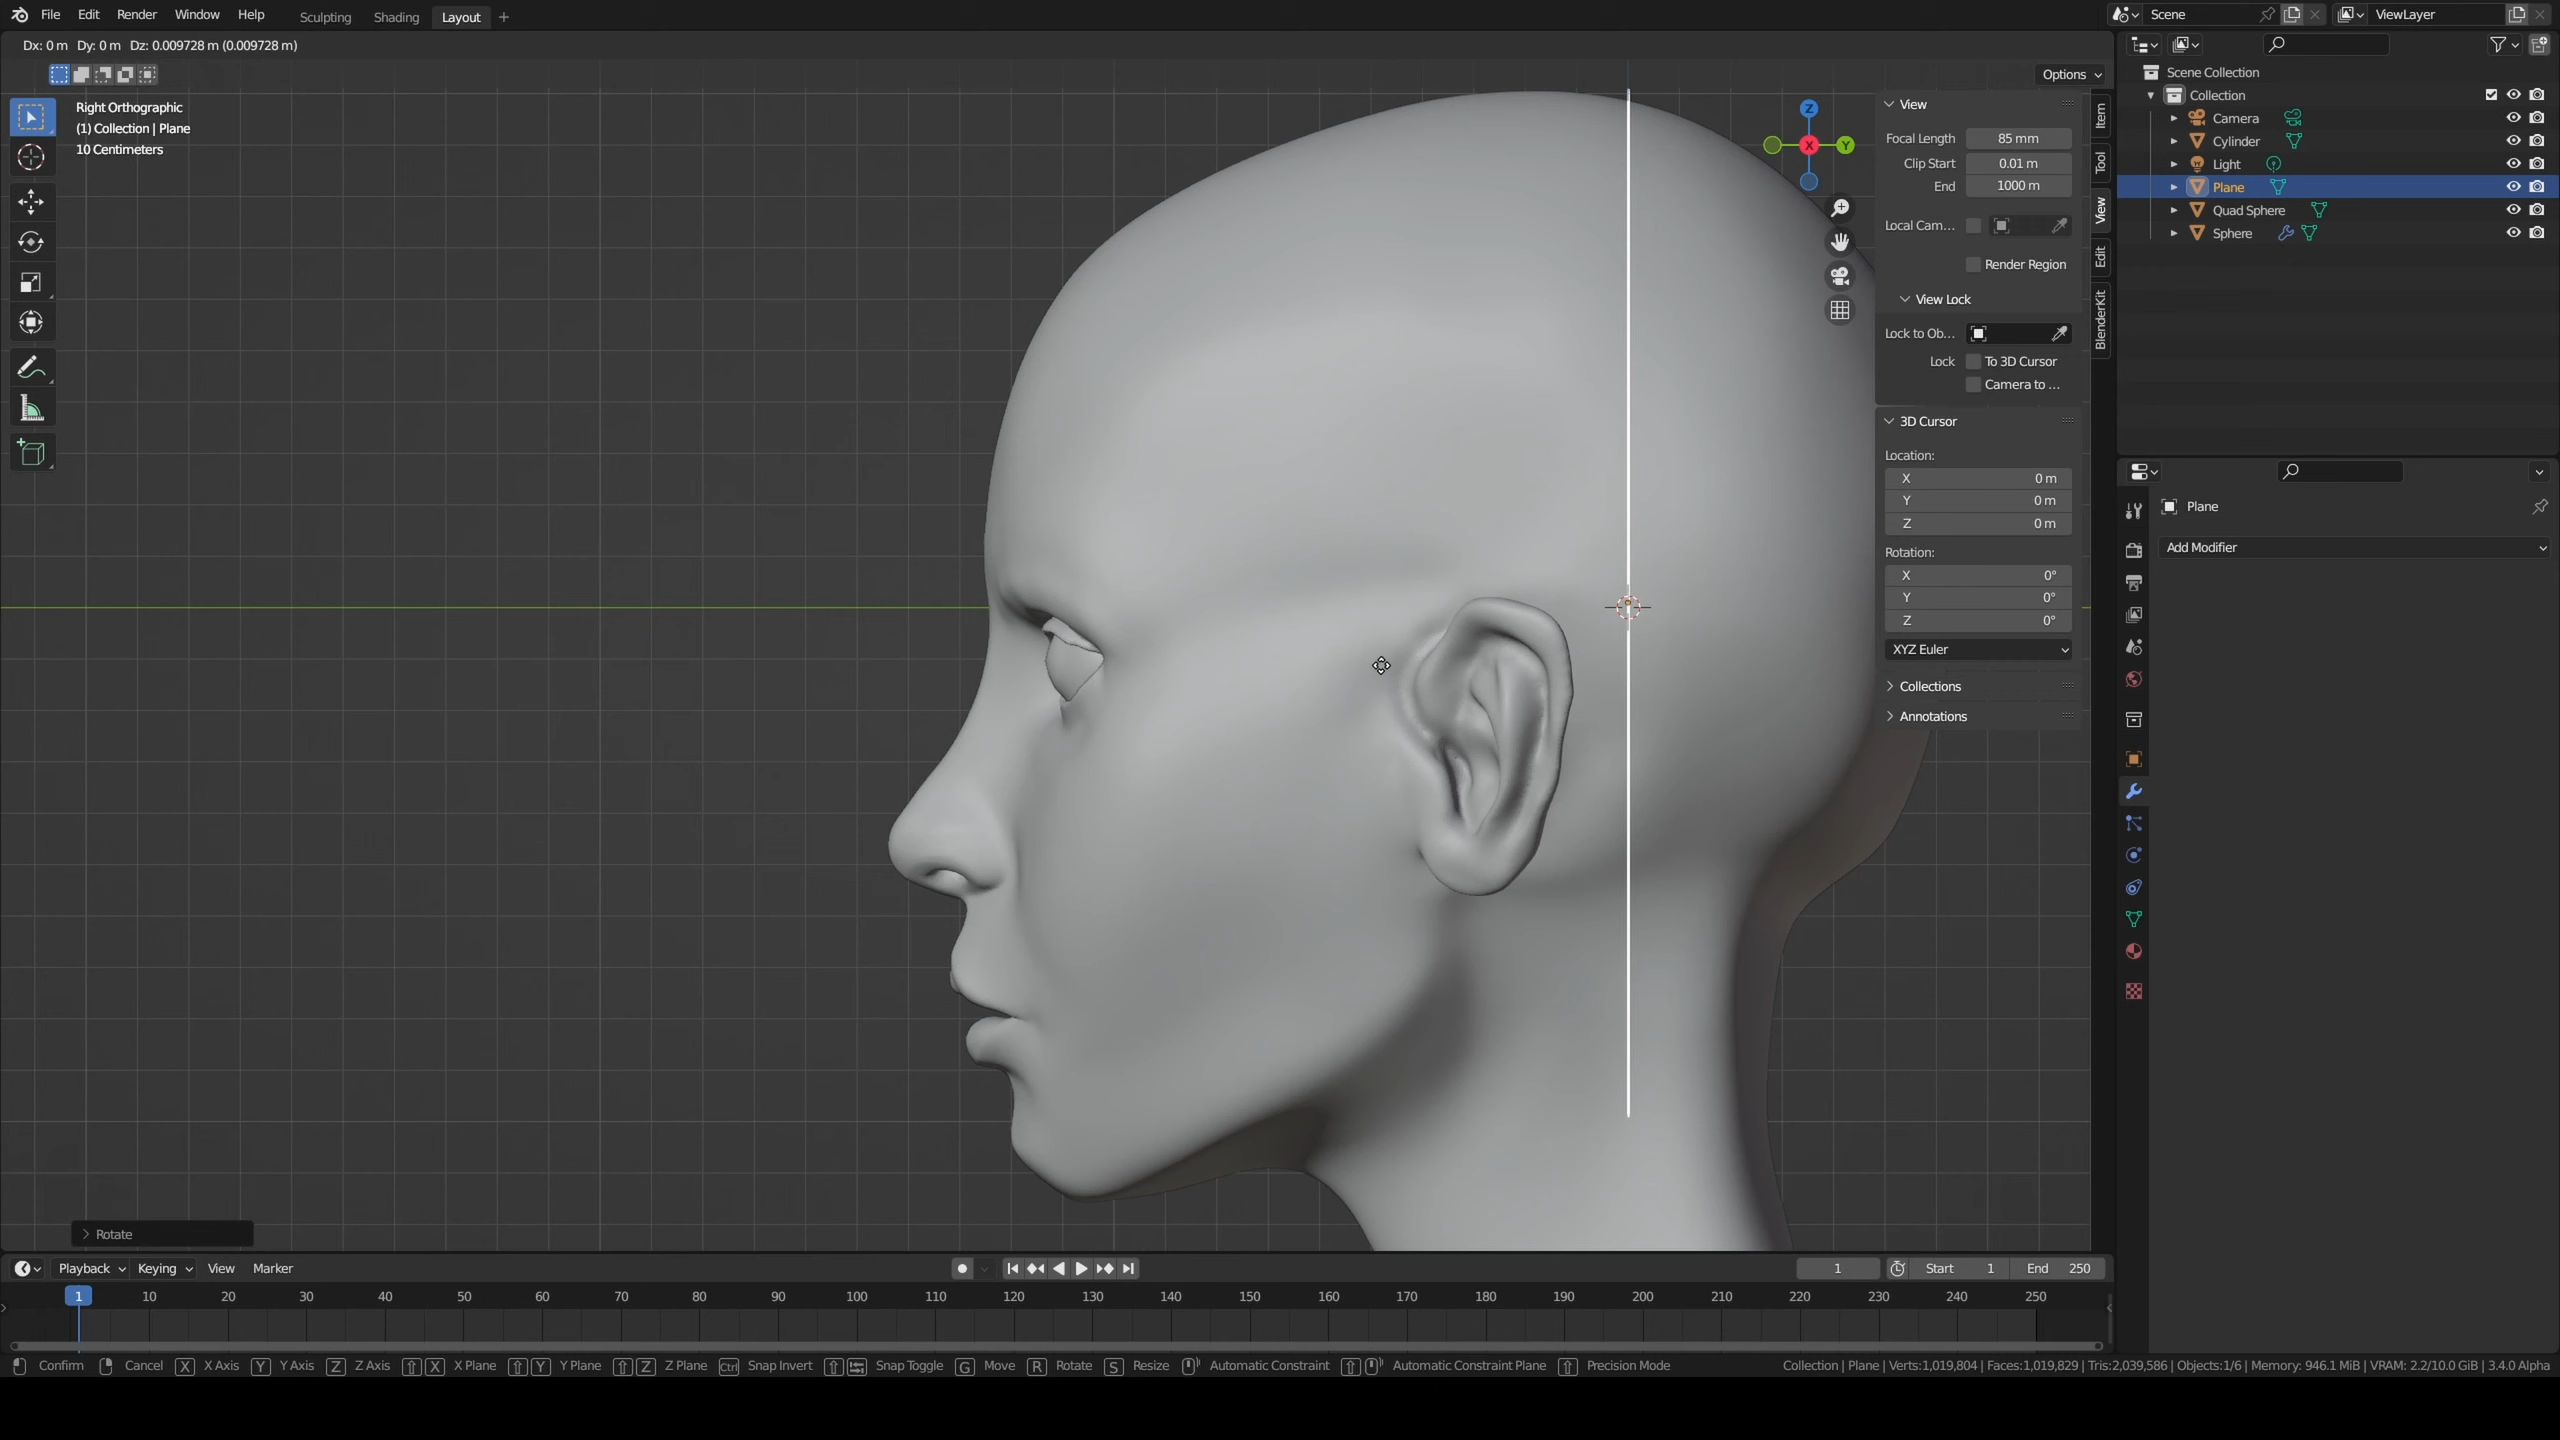 File Edit Render Window Help Sculpting Shading Layout + Scene ViewLayer
Dx: 0 m Dy: 0 m Dz: 0.009728 m (0.009728 m)
Options
Right Orthographic
(1) Collection | Plane
10 Centimeters
Z
X
Y
View
Focal Length 85 mm
Clip Start 0.01 m
End 1000 m
Local Cam...
Render Region
View Lock
Lock to Ob...
Lock To 3D Cursor
Camera to ...
3D Cursor
Location:
X 0 m
Y 0 m
Z 0 m
Rotation:
X 0°
Y 0°
Z 0°
XYZ Euler
Collections
Annotations
Item
Tool
View
Edit
BlenderKit
Scene Collection
Collection
Camera
Cylinder
Light
Plane
Quad Sphere
Sphere
Plane
Add Modifier
Rotate
Playback Keying View Marker 1 Start 1 End 250
1 10 20 30 40 50 60 70 80 90 100 110 120 130 140 150 160 170 180 190 200 210 220 230 240 250
Confirm Cancel X X Axis Y Y Axis Z Z Axis X X Plane Y Y Plane Z Z Plane Ctrl Snap Invert Snap Toggle G Move R Rotate S Resize Automatic Constraint Automatic Constraint Plane Precision Mode Collection | Plane | Verts:1,019,804 | Faces:1,019,829 | Tris:2,039,586 | Objects:1/6 | Memory: 946.1 MiB | VRAM: 2.2/10.0 GiB | 3.4.0 Alpha